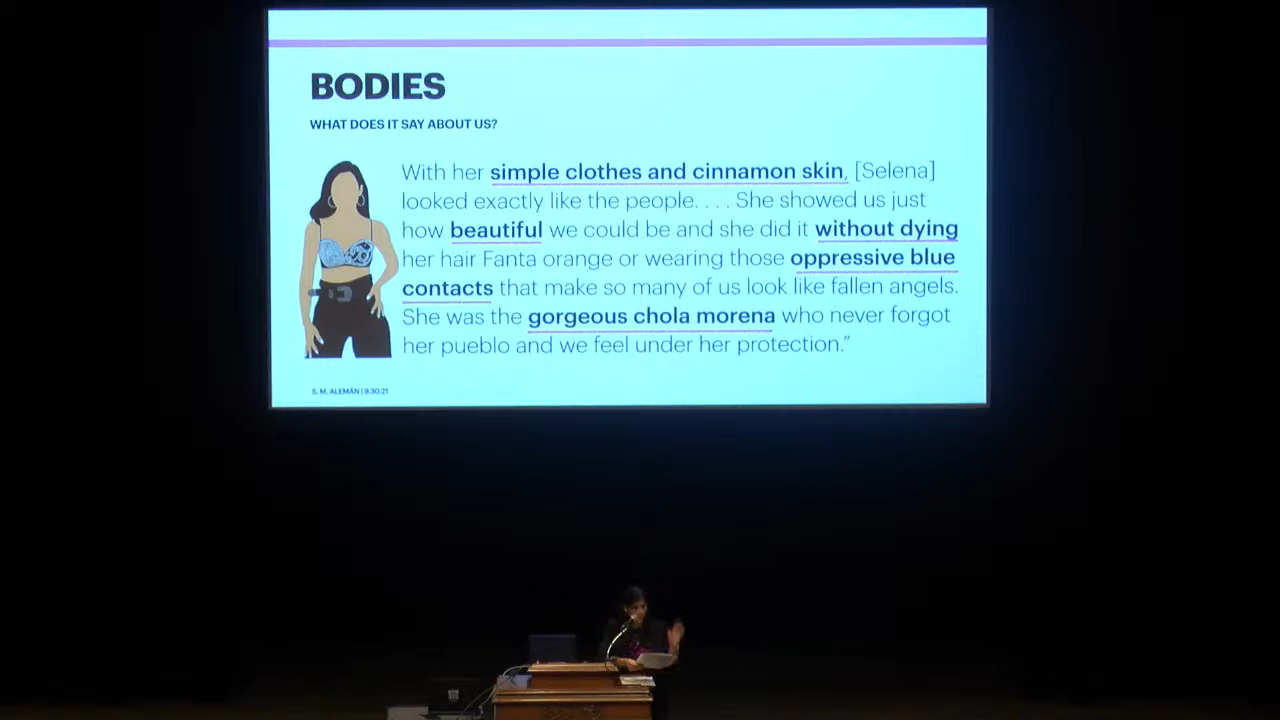 BODIES
WHAT DOES IT SAY ABOUT US?
With her simple clothes and cinnamon skin, [Selena]
looked exactly like the people. . . . She showed us just
how beautiful we could be and she did it without dying
her hair Fanta orange or wearing those oppressive blue
contacts that make so many of us look like fallen angels.
She was the gorgeous chola morena who never forgot
her pueblo and we feel under her protection.”
S. M. ALEMÁN | 9.30.21